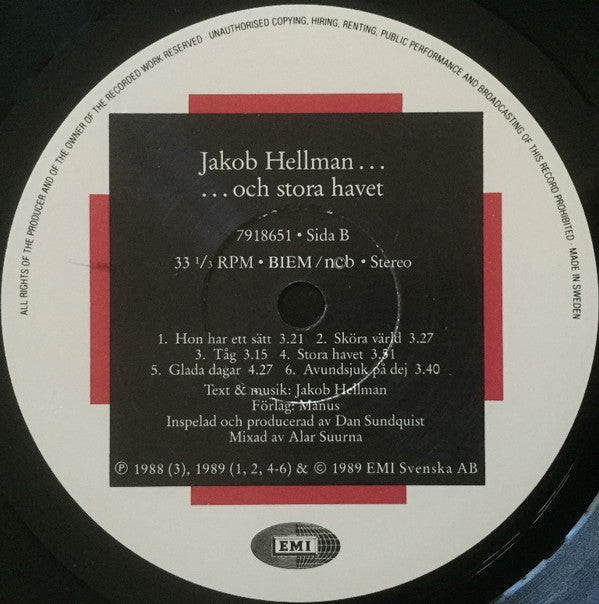 ALL RIGHTS OF THE PRODUCER AND OF THE OWNER OF THE RECORDED WORK RESERVED · UNAUTHORISED COPYING, HIRING, RENTING, PUBLIC PERFORMANCE AND BROADCASTING OF THIS RECORD PROHIBITED · MADE IN SWEDEN
Jakob Hellman...
...och stora havet
7918651 • Sida B
33 1/3 RPM • BIEM/ncb • Stereo
1. Hon har ett sätt 3.21 2. Sköra värld 3.27
3. Tåg 3.15 4. Stora havet 3.31
5. Glada dagar 4.27 6. Avundsjuk på dej 3.40
Text & musik: Jakob Hellman
Förlag: Manus
Inspelad och producerad av Dan Sundquist
Mixad av Alar Suurna
Ⓟ 1988 (3), 1989 (1, 2, 4-6) & © 1989 EMI Svenska AB
EMI